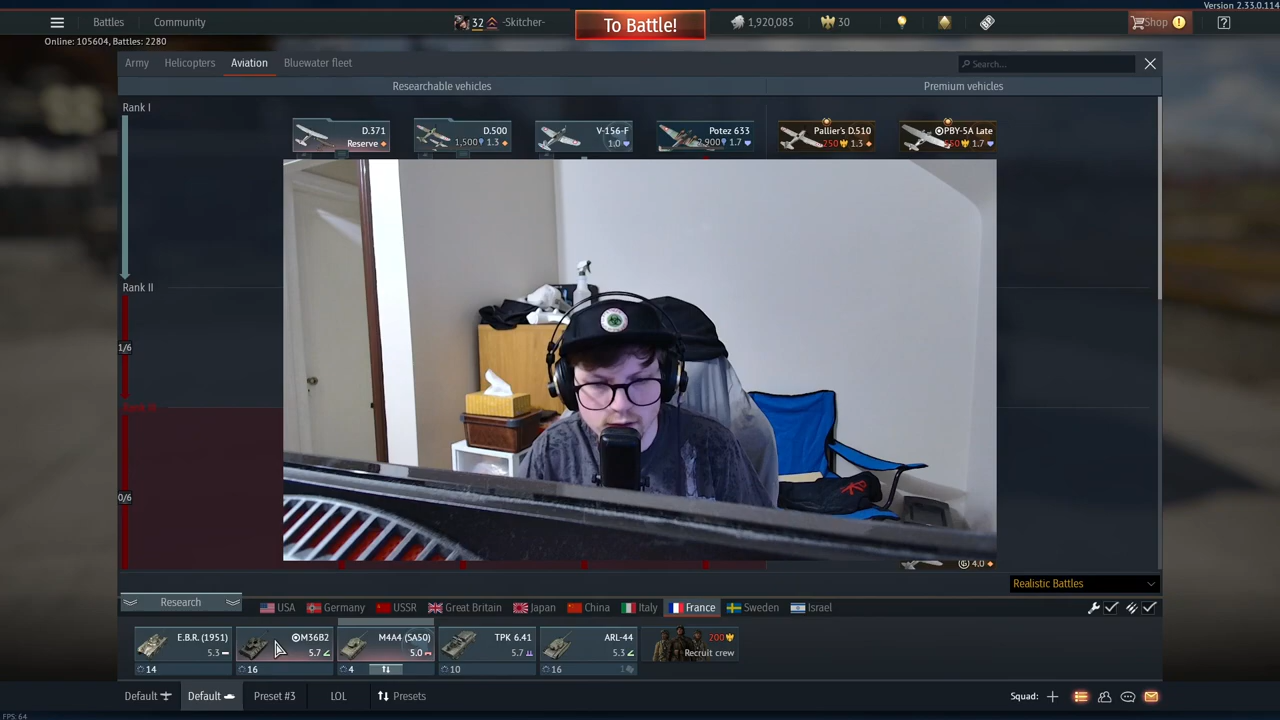 Version 2.33.0.114
Battles
Community
32 -Skitcher-
To Battle!
1,920,085
30
Shop
Online: 105604, Battles: 2280
Army
Helicopters
Aviation
Bluewater fleet
Search...
Researchable vehicles
Premium vehicles
Rank I
D.371
Reserve
D.500
1,500 1.3
V-156-F
1.0
Potez 633
2,900 1.7
Pallier's D.510
250 1.3
PBY-5A Late
1.7
Rank II
1/6
0/6
4.0
Realistic Battles
Research
USA
Germany
USSR
Great Britain
Japan
China
Italy
France
Sweden
Israel
E.B.R. (1951)
5.3
14
M36B2
5.7
16
M4A4 (SA50)
5.0
4
TPK 6.41
5.7
10
ARL-44
5.3
16
200
Recruit crew
Default
Default
Preset #3
LOL
Presets
Squad:
FPS: 64